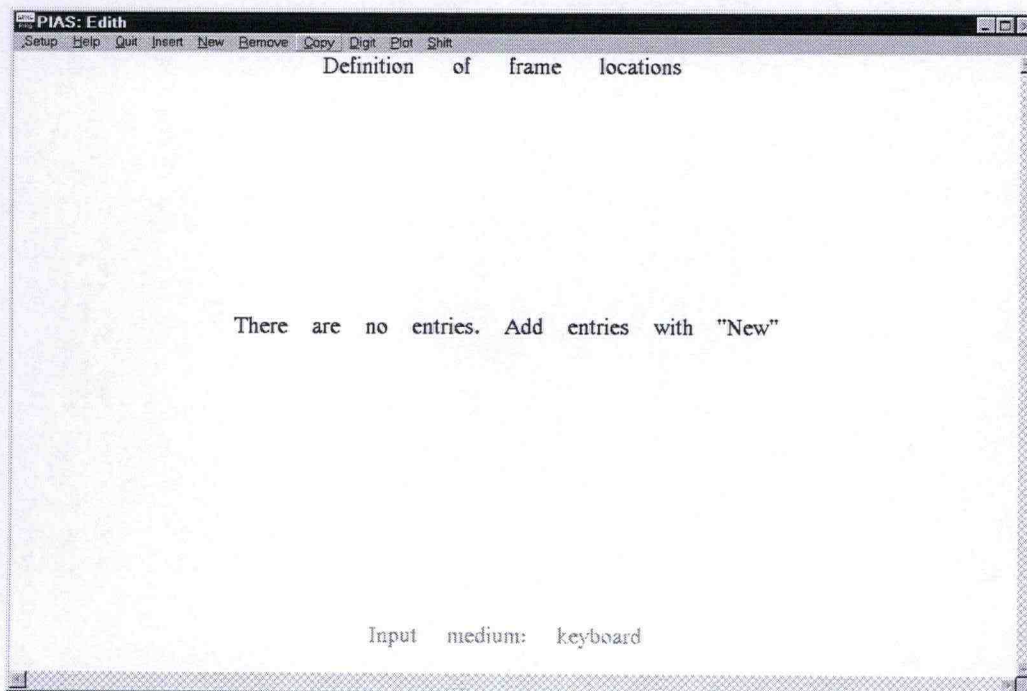 PIAS: Edith
Setup Help Quit Insert New Remove Copy Digit Plot Shift
Definition of frame locations
There are no entries. Add entries with "New"
Input medium: keyboard